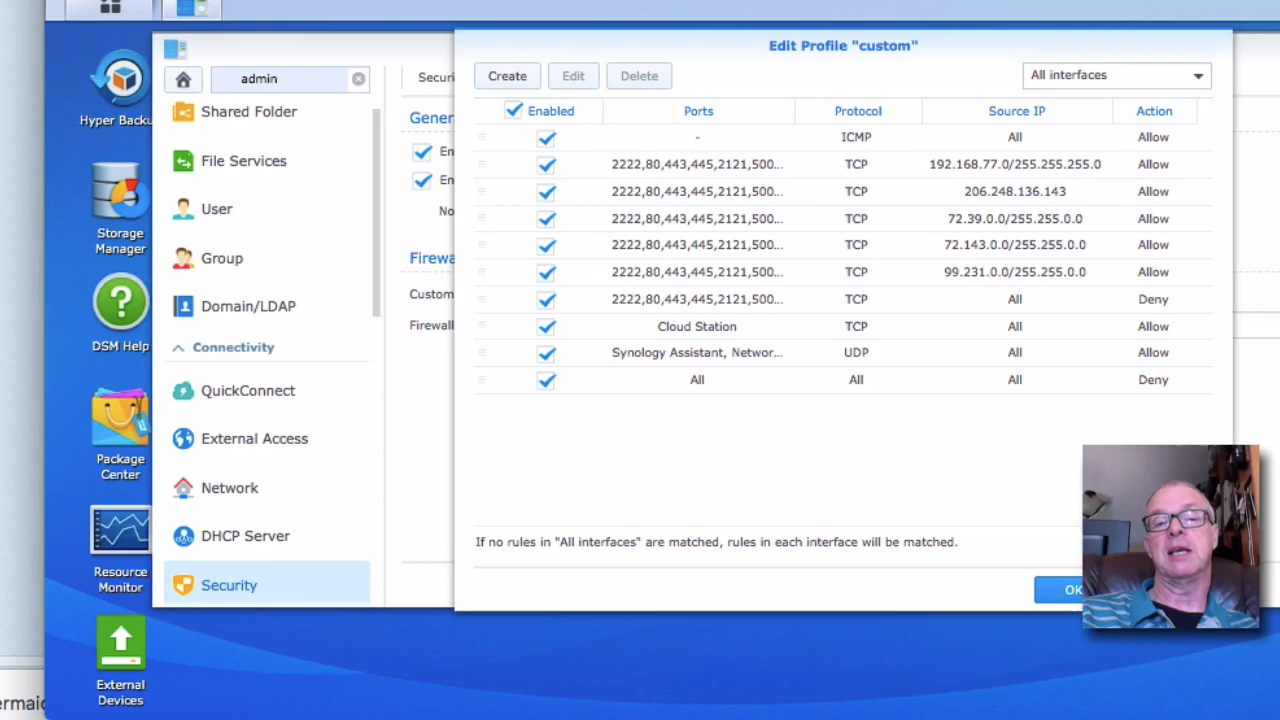 Edit Profile "custom"
Create
Edit
Delete
All interfaces
Enabled Ports Protocol Source IP Action
- ICMP All Allow
2222,80,443,445,2121,500... TCP 192.168.77.0/255.255.255.0 Allow
2222,80,443,445,2121,500... TCP 206.248.136.143 Allow
2222,80,443,445,2121,500... TCP 72.39.0.0/255.255.0.0 Allow
2222,80,443,445,2121,500... TCP 72.143.0.0/255.255.0.0 Allow
2222,80,443,445,2121,500... TCP 99.231.0.0/255.255.0.0 Allow
2222,80,443,445,2121,500... TCP All Deny
Cloud Station TCP All Allow
Synology Assistant, Networ... UDP All Allow
All All All Deny
If no rules in "All interfaces" are matched, rules in each interface will be matched.
OK
admin
Shared Folder
File Services
User
Group
Domain/LDAP
Connectivity
QuickConnect
External Access
Network
DHCP Server
Security
Securi
Gener
En
En
No
Firewa
Custom
Firewall
Hyper Backu
Storage
Manager
DSM Help
Package
Center
Resource
Monitor
External
Devices
ermaid